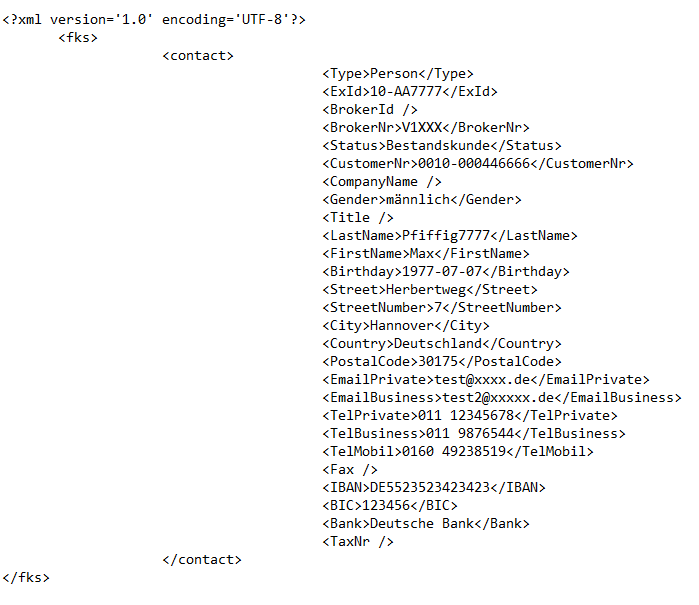 <?xml version='1.0' encoding='UTF-8'?>
<fks>
<contact>
<Type>Person</Type>
<ExId>10-AA7777</ExId>
<BrokerId />
<BrokerNr>V1XXX</BrokerNr>
<Status>Bestandskunde</Status>
<CustomerNr>0010-000446666</CustomerNr>
<CompanyName />
<Gender>männlich</Gender>
<Title />
<LastName>Pfiffig7777</LastName>
<FirstName>Max</FirstName>
<Birthday>1977-07-07</Birthday>
<Street>Herbertweg</Street>
<StreetNumber>7</StreetNumber>
<City>Hannover</City>
<Country>Deutschland</Country>
<PostalCode>30175</PostalCode>
<EmailPrivate>test@xxxx.de</EmailPrivate>
<EmailBusiness>test2@xxxxx.de</EmailBusiness>
<TelPrivate>011 12345678</TelPrivate>
<TelBusiness>011 9876544</TelBusiness>
<TelMobil>0160 49238519</TelMobil>
<Fax />
<IBAN>DE5523523423423</IBAN>
<BIC>123456</BIC>
<Bank>Deutsche Bank</Bank>
<TaxNr />
</contact>
</fks>